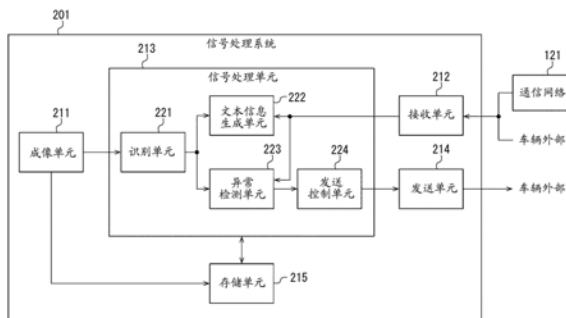 201
信号处理系统
213
信号处理单元
121
通信网络
211
成像单元
221
识别单元
文本信息
生成单元
222
212
接收单元
车辆外部
223
异常
检测单元
224
发送
控制单元
214
发送单元
车辆外部
存储单元
215